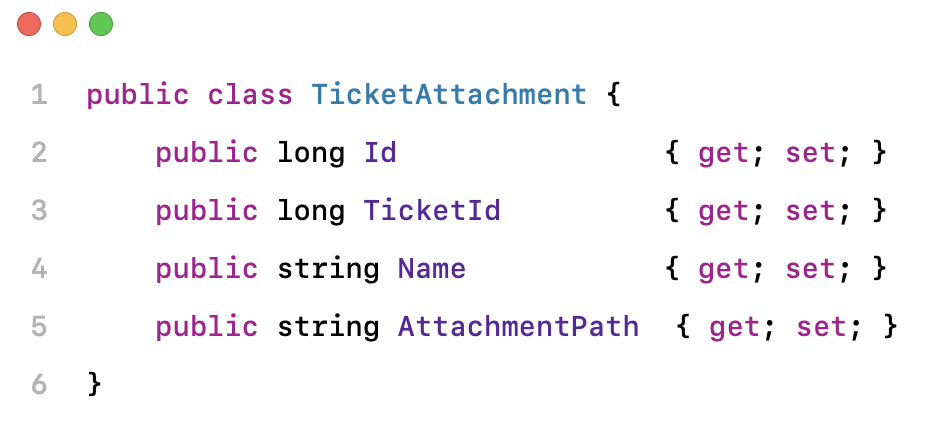 1 public class TicketAttachment {
2     public long Id                { get; set; }
3     public long TicketId          { get; set; }
4     public string Name            { get; set; }
5     public string AttachmentPath  { get; set; }
6 }